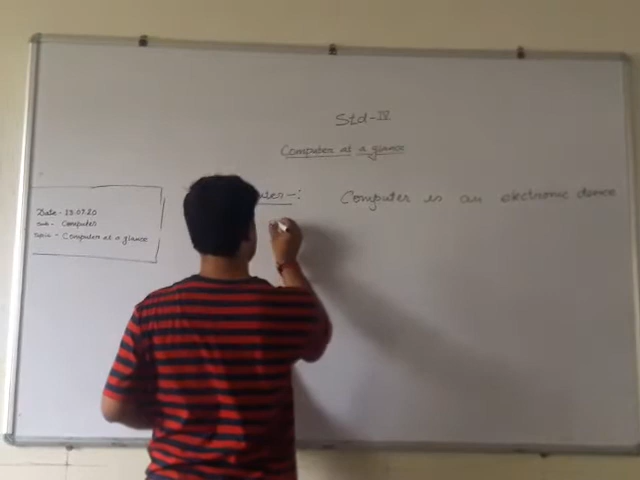 Std-IV
Computer at a glance
Computer is an electronic device
Date - 13.07.20
Sub - Computer
Topic - Computer at a glance